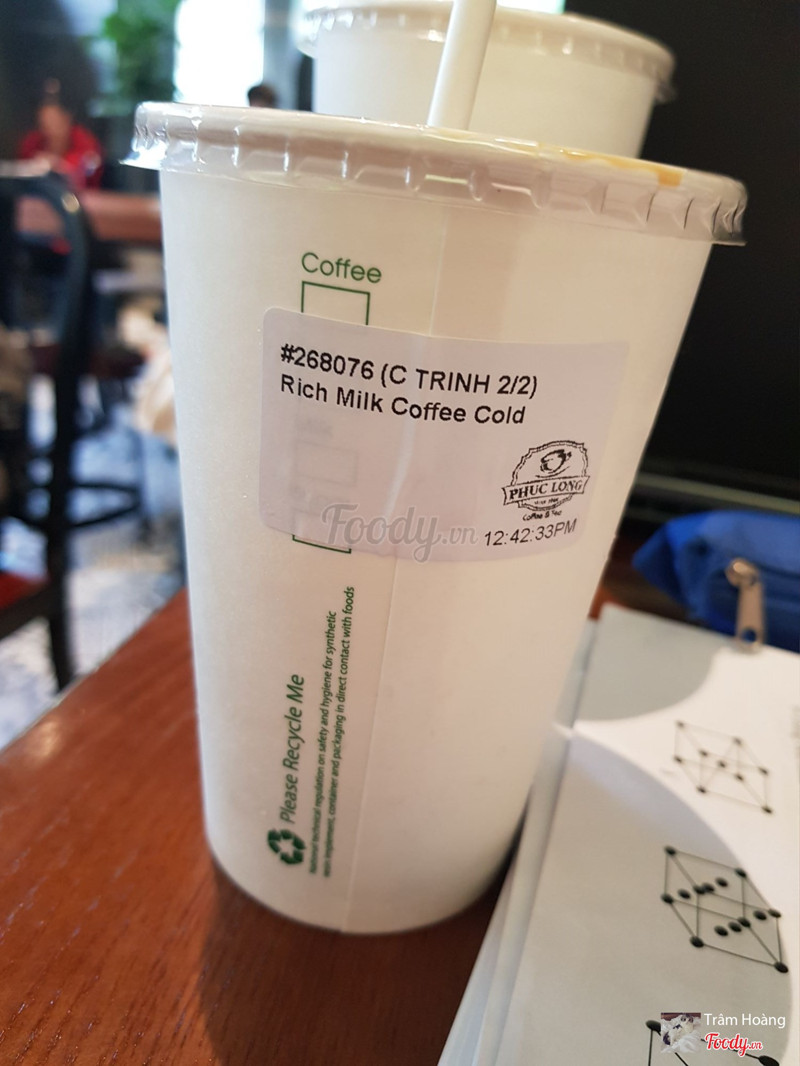 Coffee
#268076 (C TRINH 2/2)
Rich Milk Coffee Cold
PHUC LONG
Coffee & Tea
12:42:33PM
Foody.vn
Please Recycle Me
National technical regulation on safety and hygiene for synthetic
resin implement, container and packaging in direct contact with foods
Trâm Hoàng
Foody.vn